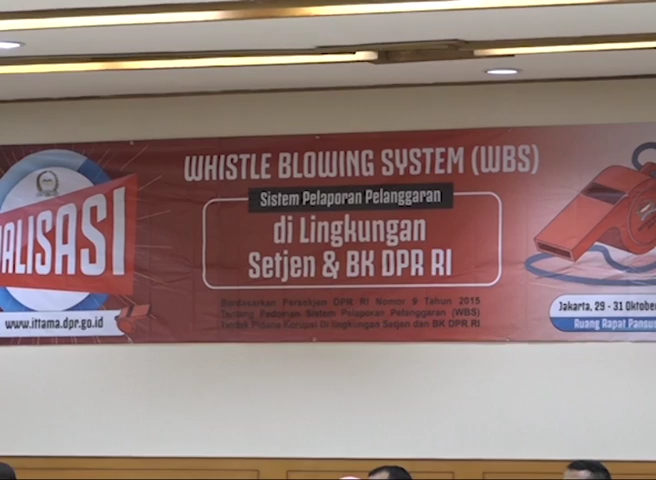 WHISTLE BLOWING SYSTEM (WBS)
Sistem Pelaporan Pelanggaran
di Lingkungan
Setjen & BK DPR RI
Berdasarkan Persekjen DPR RI Nomor 9 Tahun 2015
Tentang Pedoman Sistem Pelaporan Pelanggaran (WBS)
Tindak Pidana Korupsi Di lingkungan Setjen dan BK DPR RI
ALISASI
www.ittama.dpr.go.id
Jakarta, 29 - 31 Oktober
Ruang Rapat Pansus